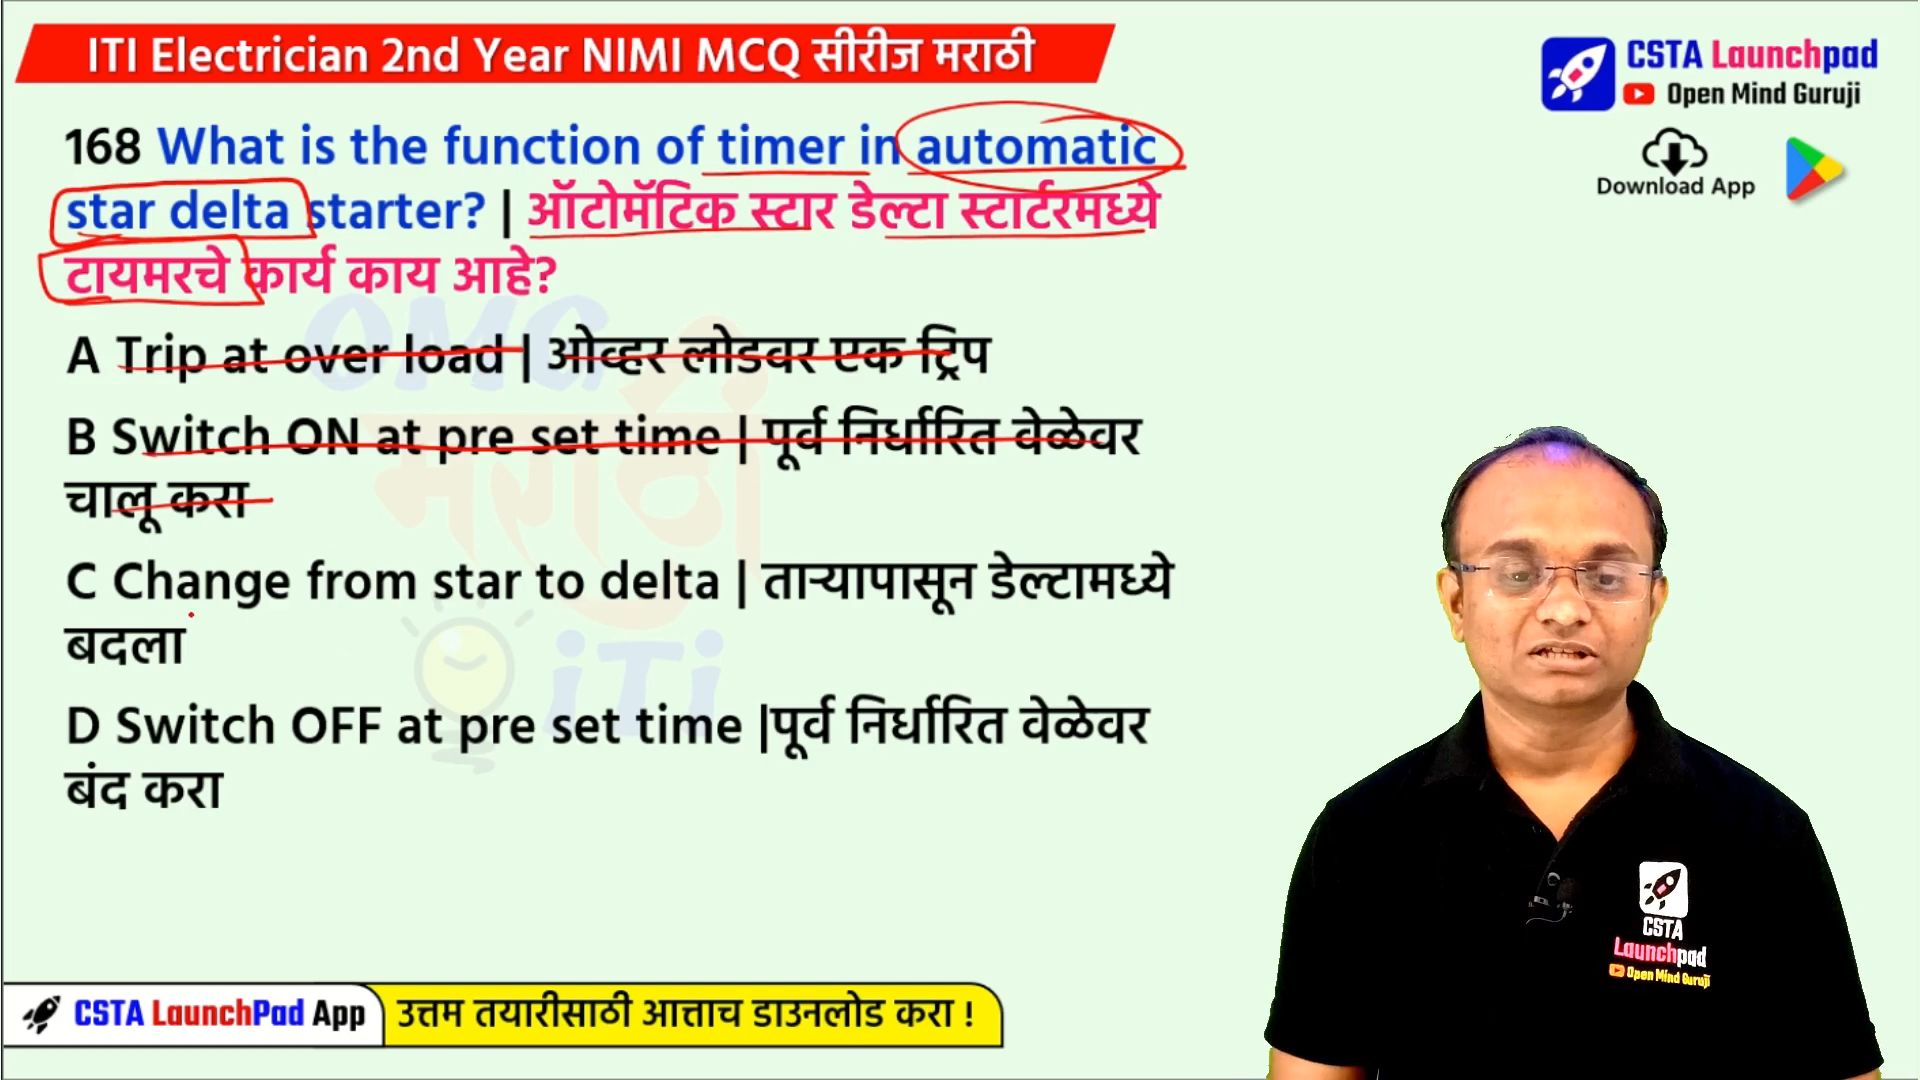 ITI Electrician 2nd Year NIMI MCQ सीरीज मराठी
CSTA Launchpad
Open Mind Guruji
Download App
168 What is the function of timer in automatic
star delta starter? | ऑटोमॅटिक स्टार डेल्टा स्टार्टरमध्ये
टायमरचे कार्य काय आहे?
A Trip at over load | ओव्हर लोडवर एक ट्रिप
B Switch ON at pre set time | पूर्व निर्धारित वेळेवर
चालू करा
C Change from star to delta | ताऱ्यापासून डेल्टामध्ये
बदला
D Switch OFF at pre set time |पूर्व निर्धारित वेळेवर
बंद करा
OMG
मराठी
iTi
CSTA
Launchpad
Open Mind Guruji
CSTA LaunchPad App
उत्तम तयारीसाठी आत्ताच डाउनलोड करा !